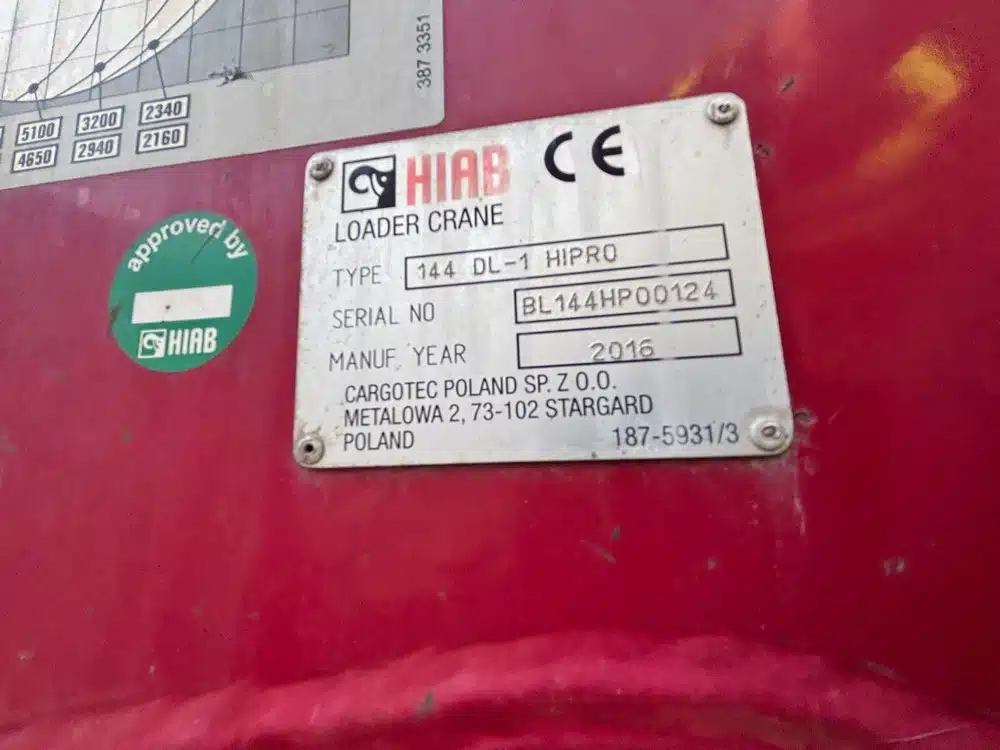 387 3351
5100 3200 2340
4650 2940 2160
approved by
HIAB
HIAB CE
LOADER CRANE
TYPE 144 DL-1 HIPRO
SERIAL NO BL144HP00124
MANUF. YEAR 2016
CARGOTEC POLAND SP. Z O.O.
METALOWA 2, 73-102 STARGARD
POLAND 187-5931/3